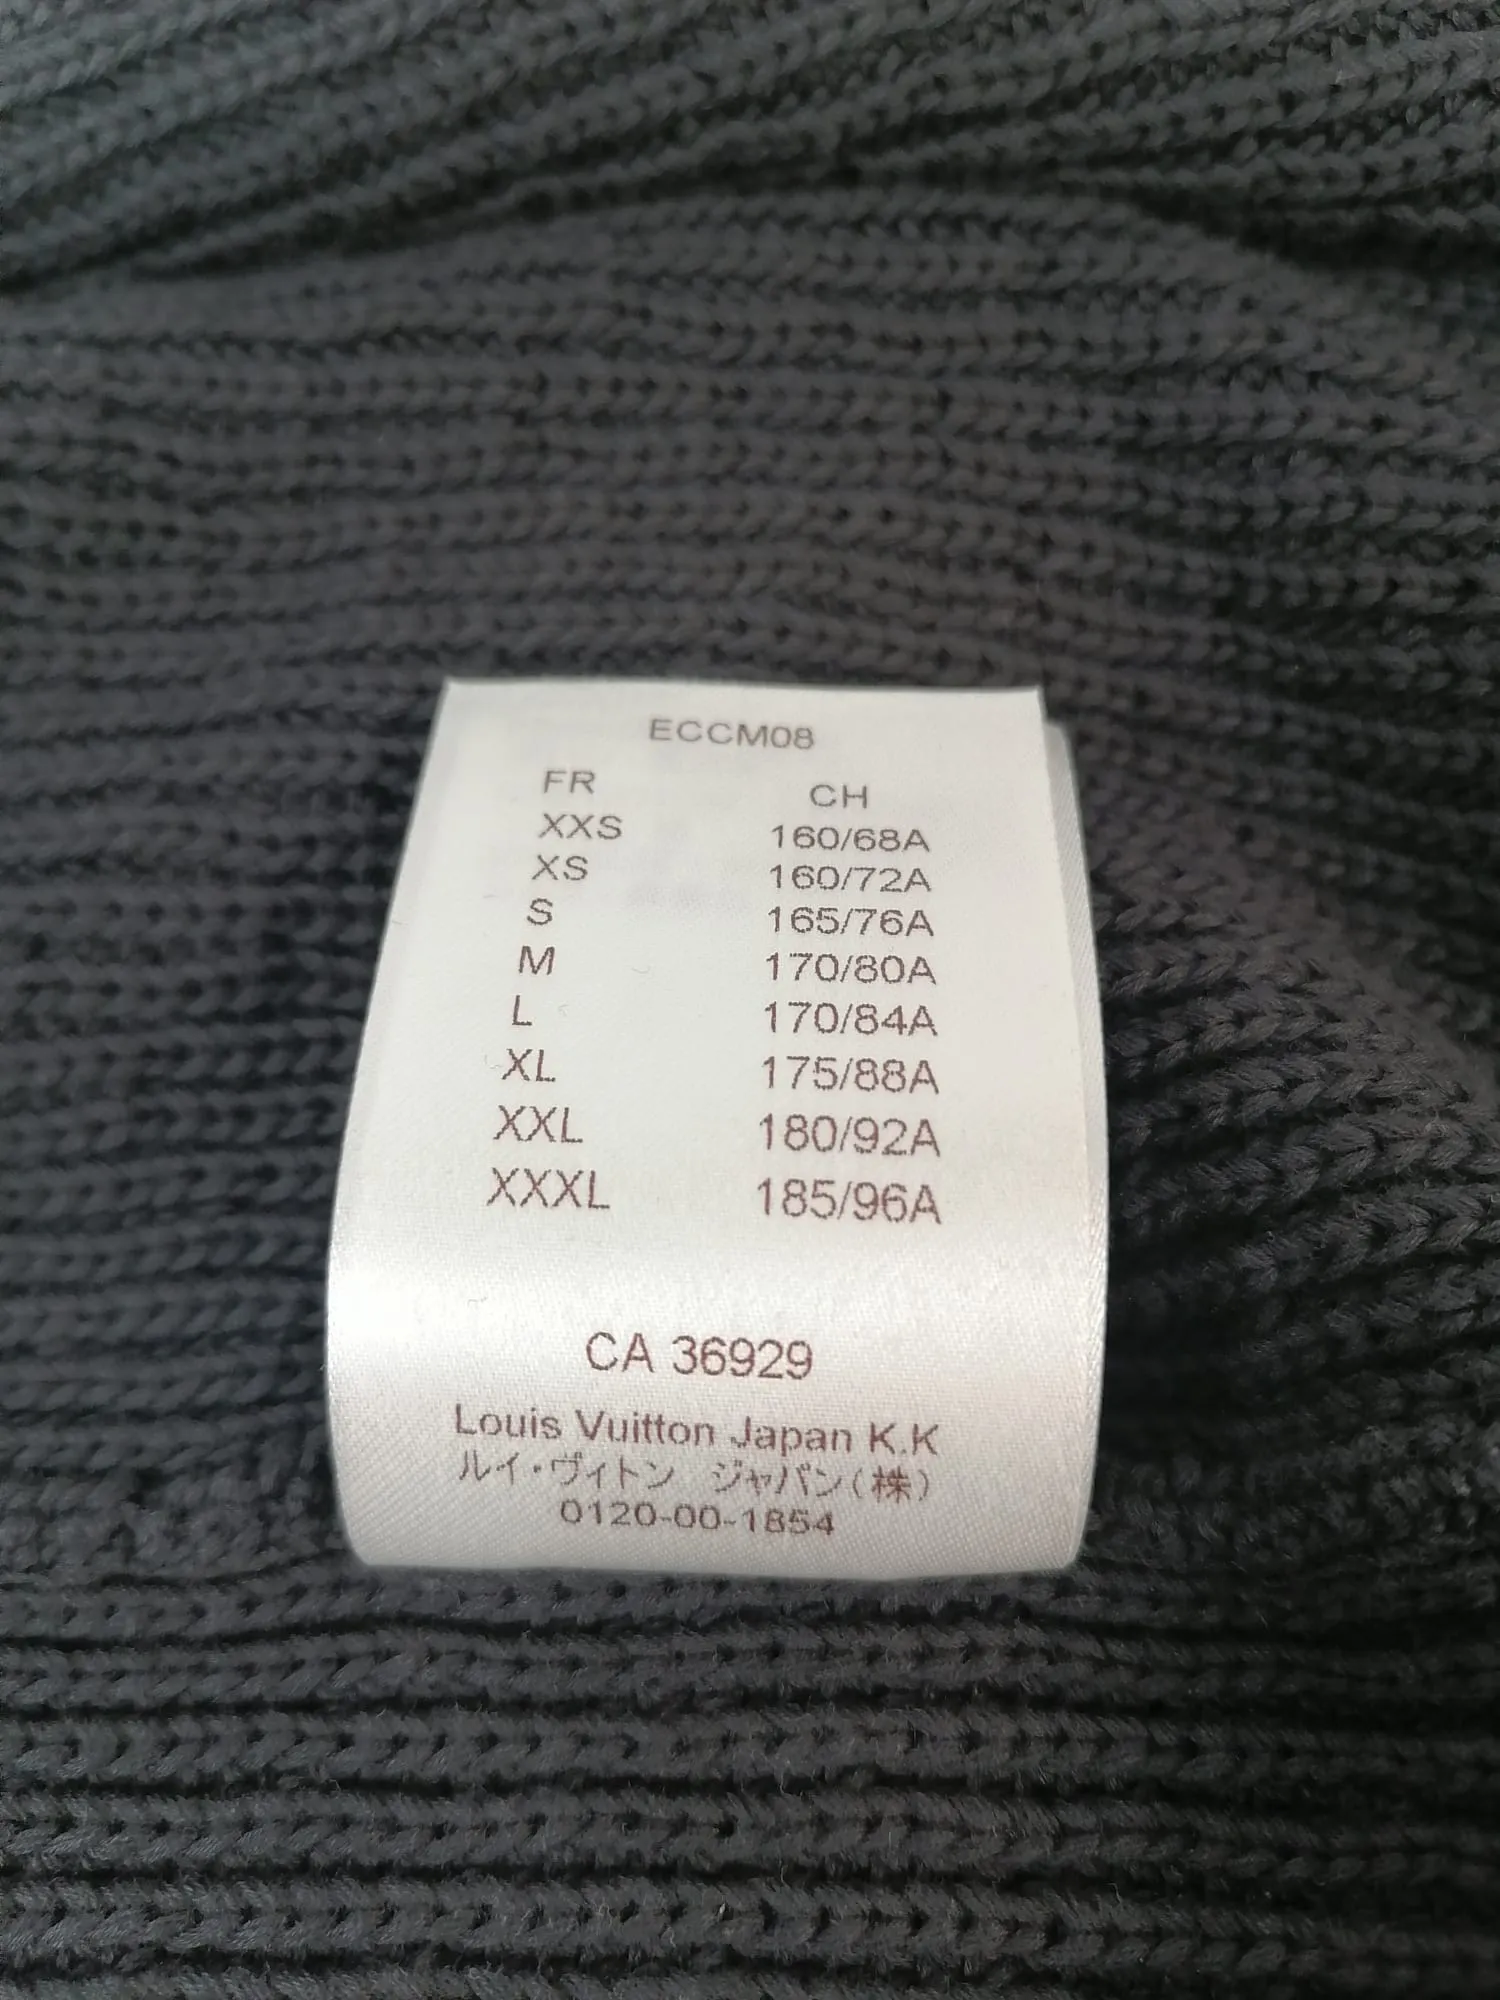 ECCM08
FR CH
XXS 160/68A
XS 160/72A
S 165/76A
M 170/80A
L 170/84A
XL 175/88A
XXL 180/92A
XXXL 185/96A
CA 36929
Louis Vuitton Japan K.K
ルイ・ヴィトン ジャパン(株)
0120-00-1854